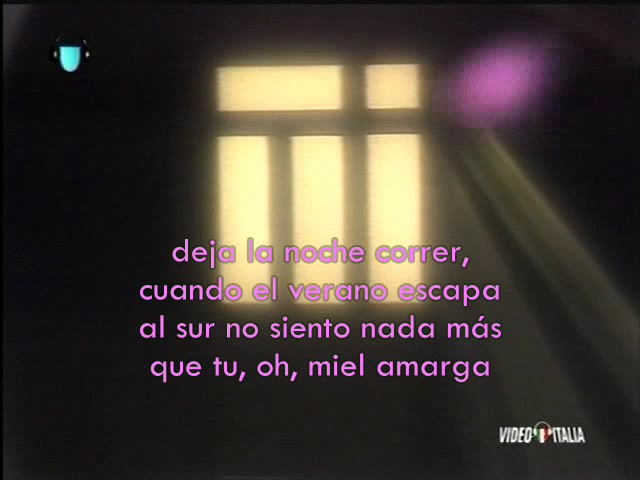 deja la noche correr,
cuando el verano escapa
al sur no siento nada más
que tu, oh, miel amarga
VIDEO ITALIA